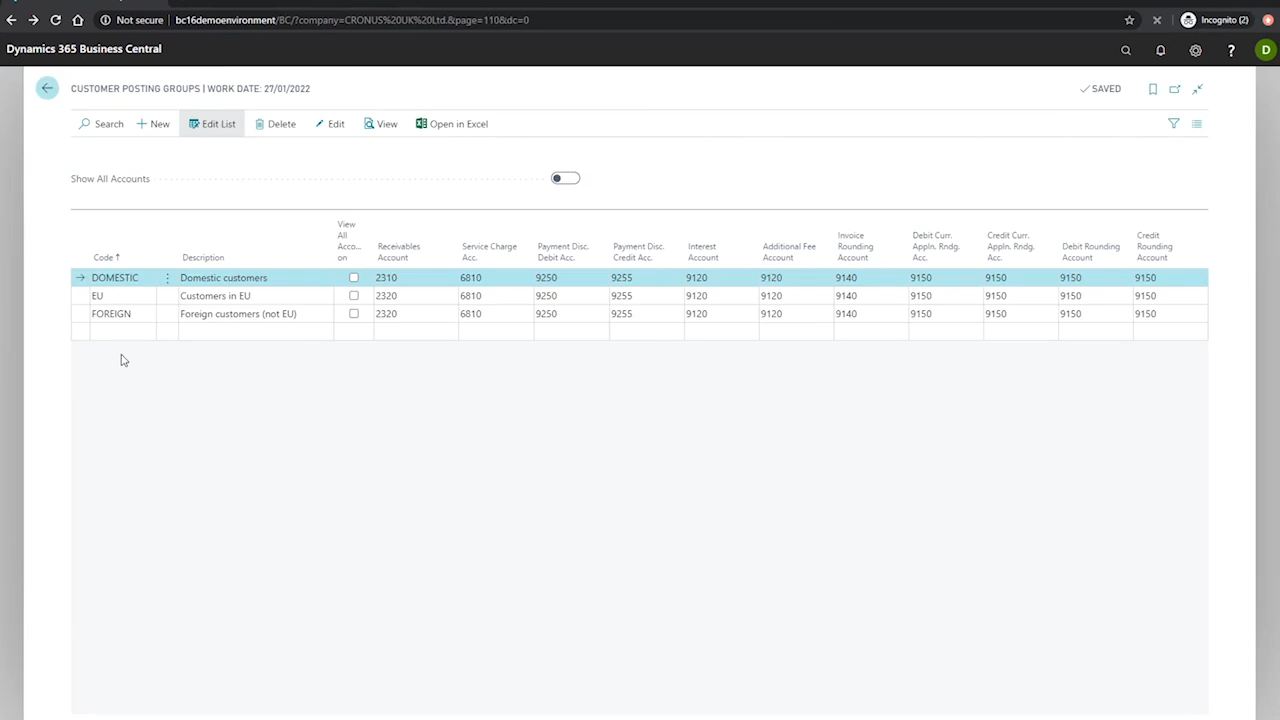 Not secure bc16demoenvironment/BC/?company=CRONUS%20UK%20Ltd.&page=110&dc=0 Incognito (2)
Dynamics 365 Business Central ? D
CUSTOMER POSTING GROUPS | WORK DATE: 27/01/2022 SAVED
Search New Edit List Delete Edit View Open in Excel
Show All Accounts
Code ↑ Description View All Acco... on Receivables Account Service Charge Acc. Payment Disc. Debit Acc. Payment Disc. Credit Acc. Interest Account Additional Fee Account Invoice Rounding Account Debit Curr. Appln. Rndg. Acc. Credit Curr. Appln. Rndg. Acc. Debit Rounding Account Credit Rounding Account
DOMESTIC Domestic customers 2310 6810 9250 9255 9120 9120 9140 9150 9150 9150 9150
EU Customers in EU 2320 6810 9250 9255 9120 9120 9140 9150 9150 9150 9150
FOREIGN Foreign customers (not EU) 2320 6810 9250 9255 9120 9120 9140 9150 9150 9150 9150